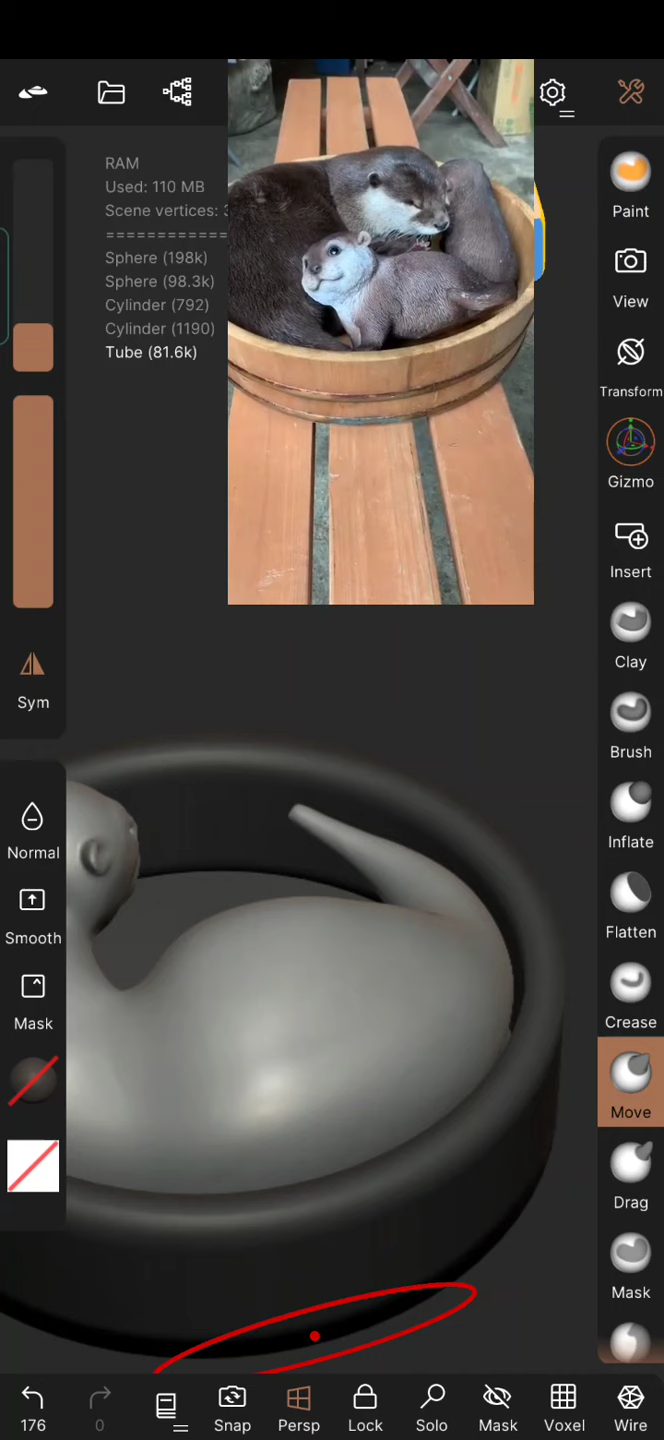 RAM
Used: 110 MB
Scene vertices:
============
Sphere (198k)
Sphere (98.3k)
Cylinder (792)
Cylinder (1190)
Tube (81.6k)
Paint
View
Transform
Gizmo
Insert
Clay
Brush
Inflate
Flatten
Crease
Move
Drag
Mask
Sym
Normal
Smooth
Mask
176
0
Snap
Persp
Lock
Solo
Mask
Voxel
Wire